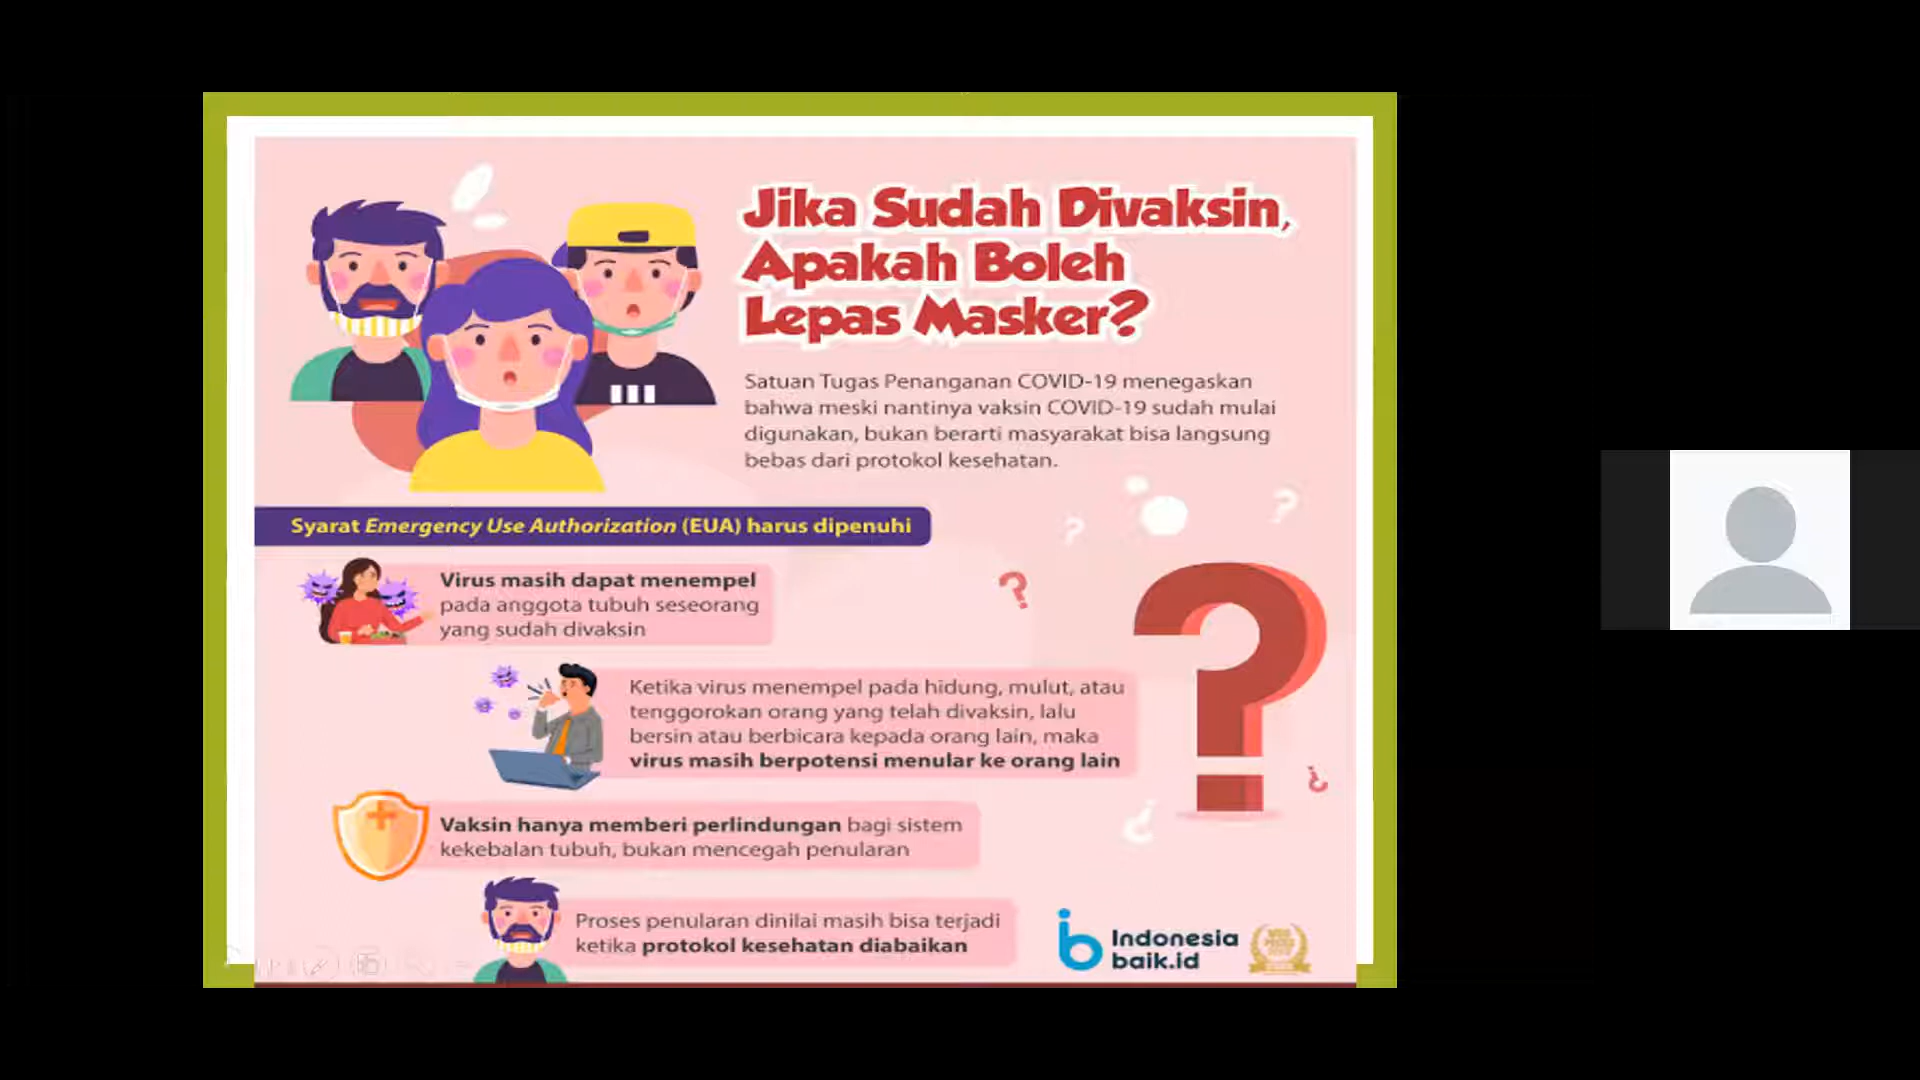 Jika Sudah Divaksin,
Apakah Boleh
Lepas Masker?
Satuan Tugas Penanganan COVID-19 menegaskan
bahwa meski nantinya vaksin COVID-19 sudah mulai
digunakan, bukan berarti masyarakat bisa langsung
bebas dari protokol kesehatan.
Syarat Emergency Use Authorization (EUA) harus dipenuhi
Virus masih dapat menempel
pada anggota tubuh seseorang
yang sudah divaksin
Ketika virus menempel pada hidung, mulut, atau
tenggorokan orang yang telah divaksin, lalu
bersin atau berbicara kepada orang lain, maka
virus masih berpotensi menular ke orang lain
Vaksin hanya memberi perlindungan bagi sistem
kekebalan tubuh, bukan mencegah penularan
Proses penularan dinilai masih bisa terjadi
ketika protokol kesehatan diabaikan
Indonesia
baik.id